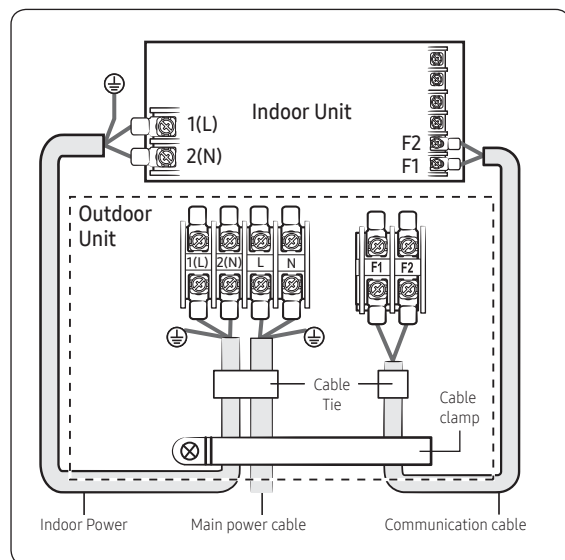 Indoor Unit
1(L)
2(N)
F2
F1
Outdoor
Unit
1(L) 2(N) L N
F1 F2
Cable
Tie
Cable
clamp
Indoor Power
Main power cable
Communication cable